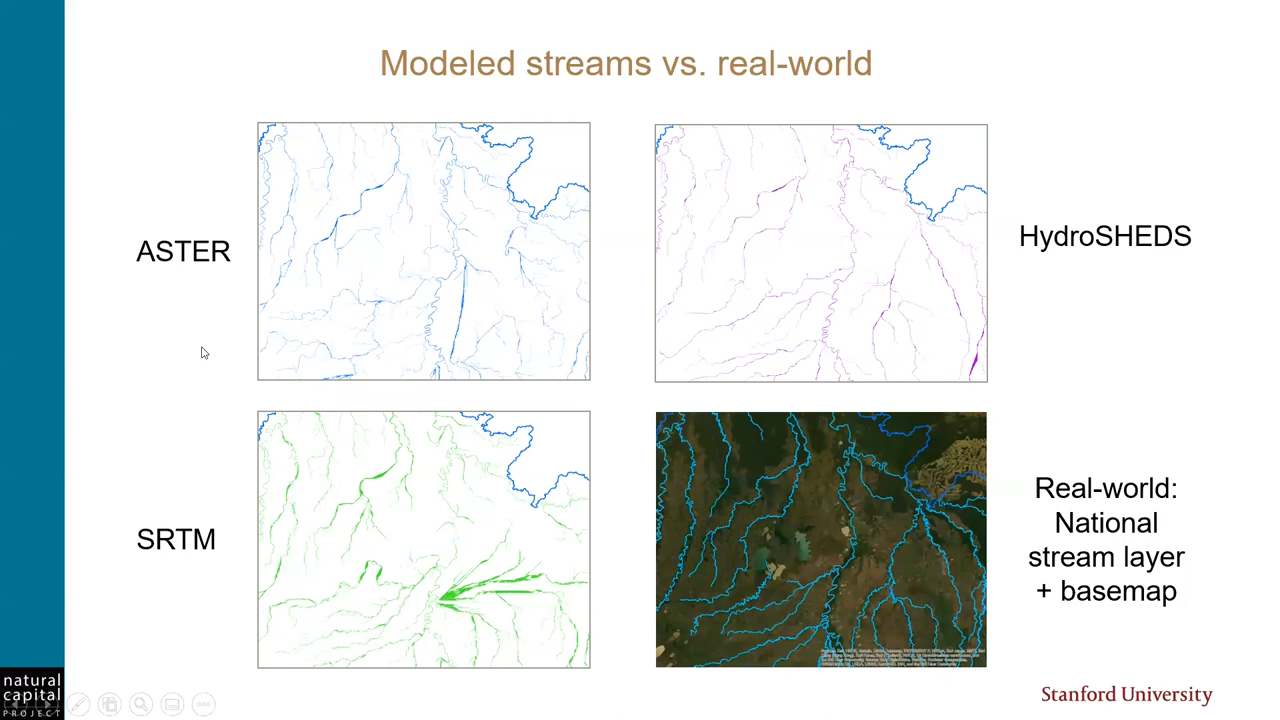 Modeled streams vs. real-world
ASTER
HydroSHEDS
SRTM
Real-world:
National
stream layer
+ basemap
natural
capital
PROJECT
Stanford University